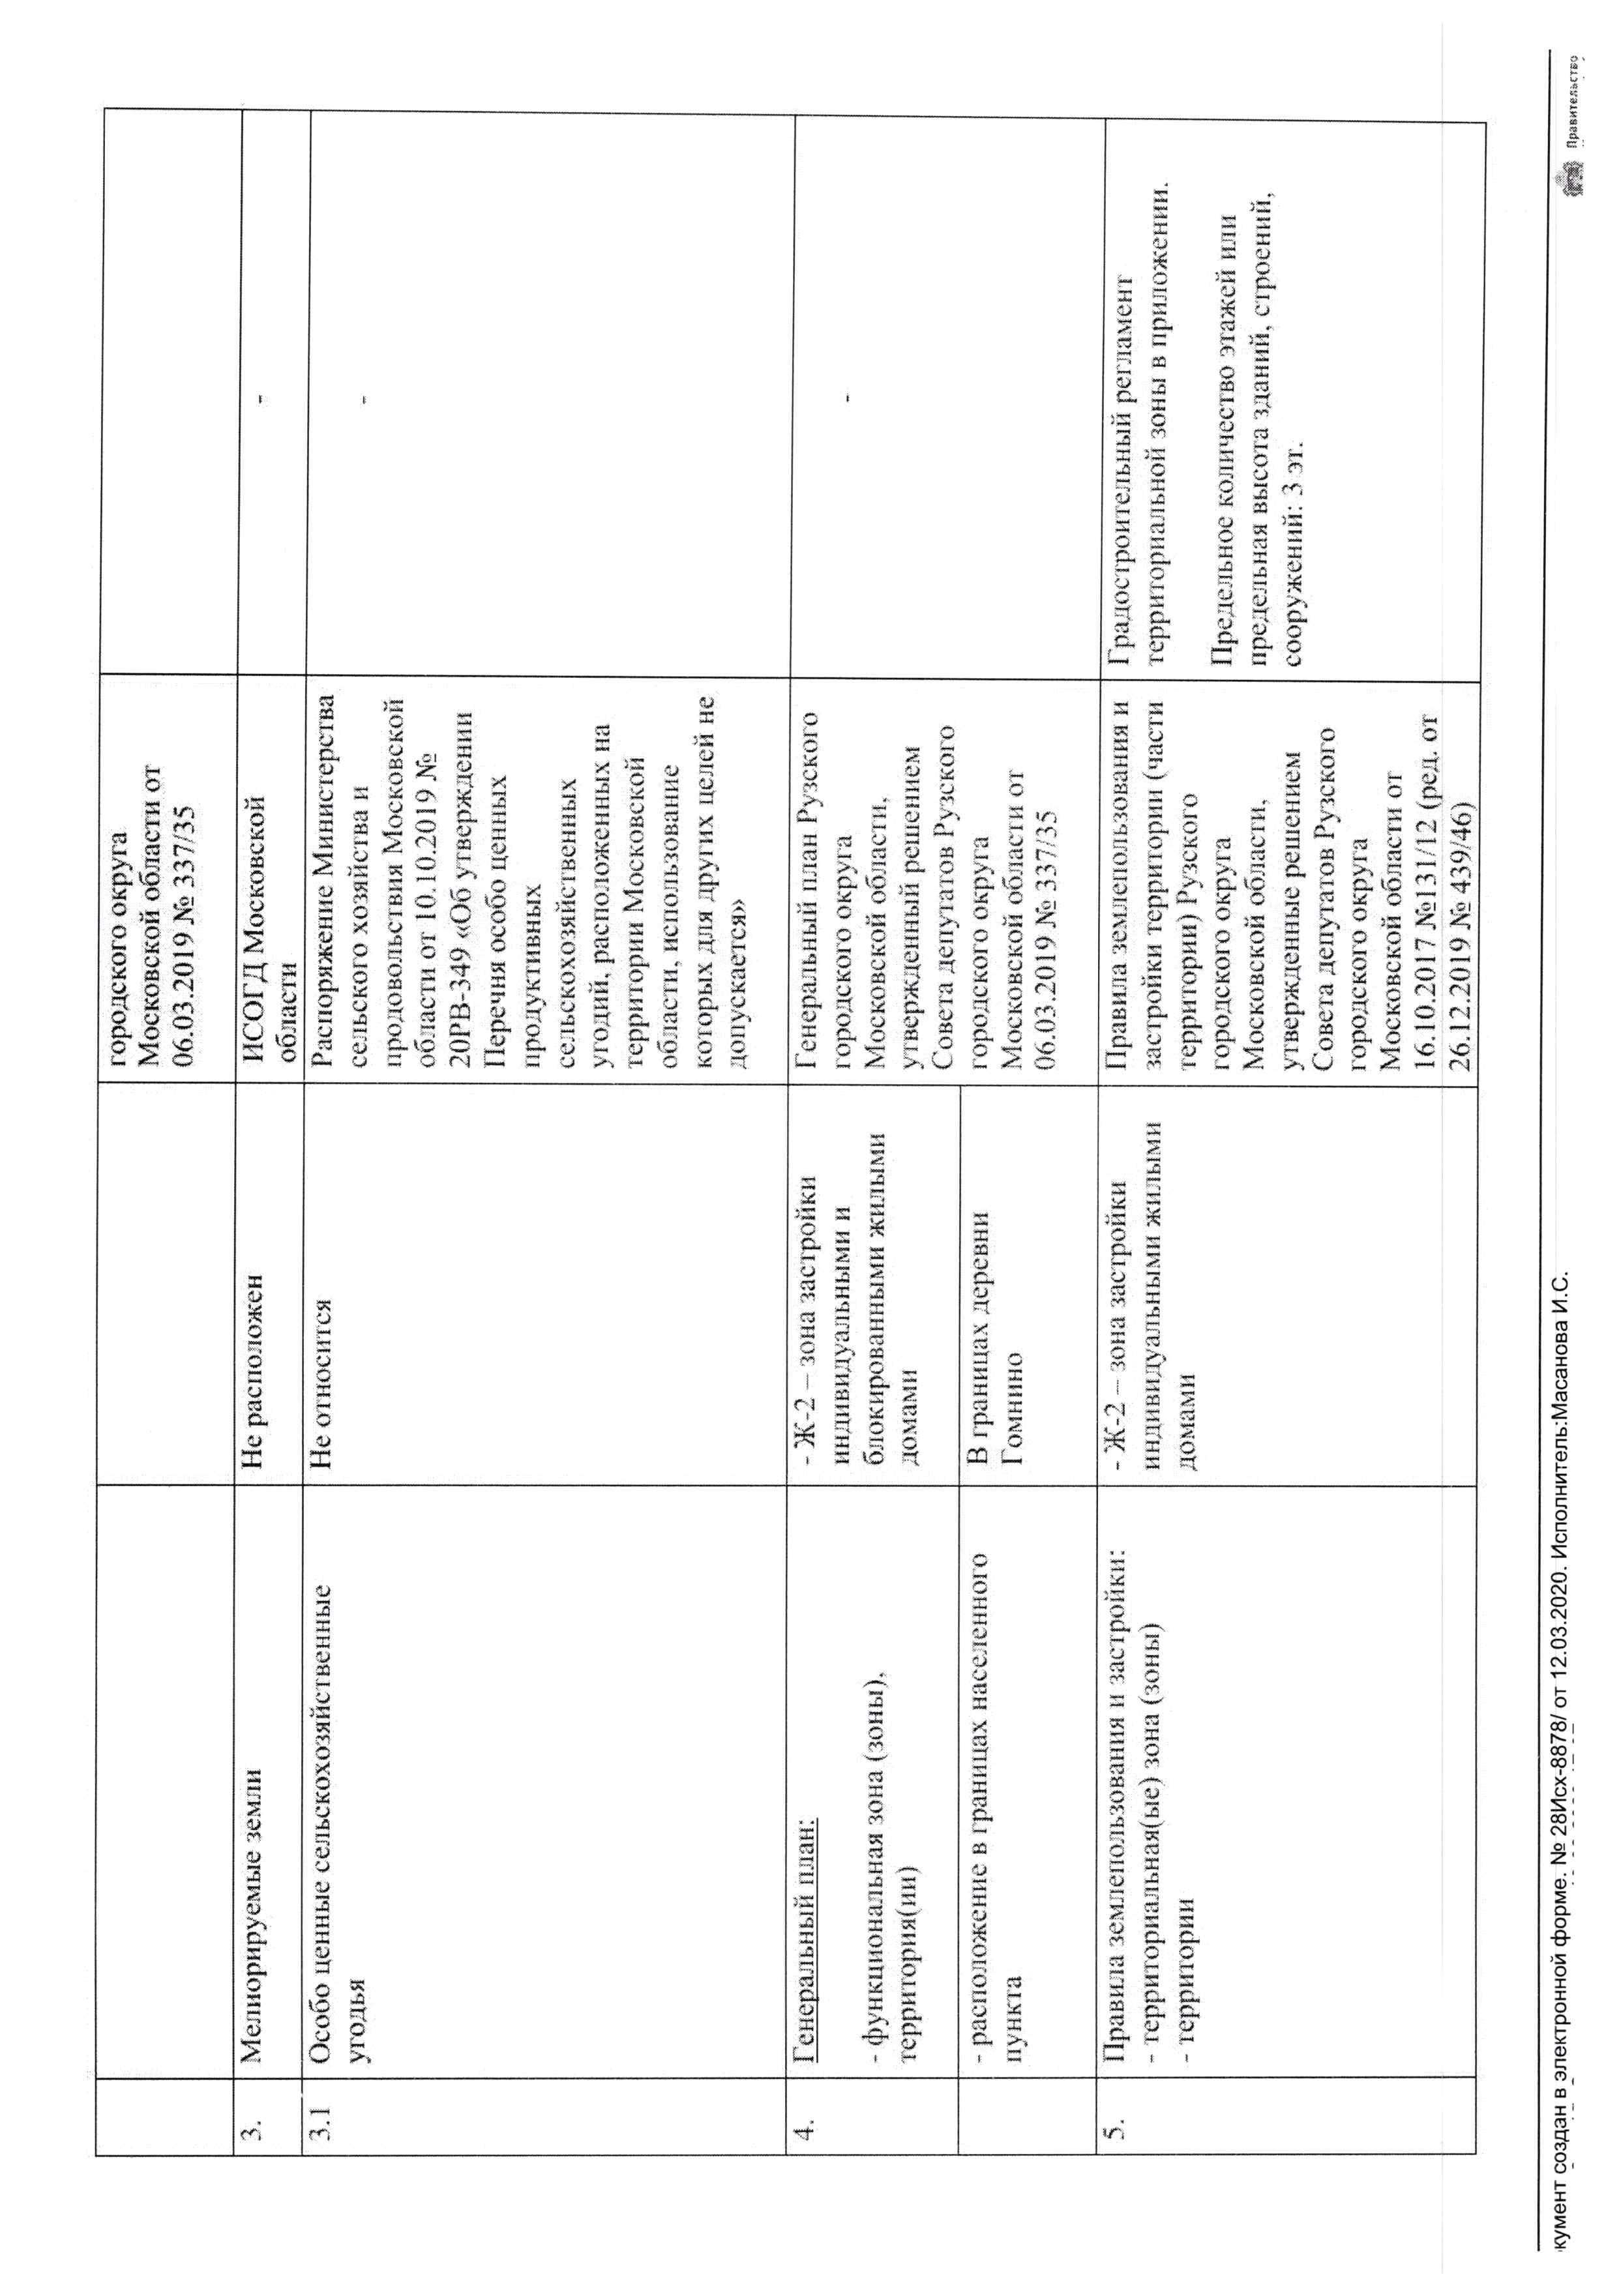 городского округа
Московской области от
06.03.2019 № 337/35
3.
Мелиорируемые земли
Не расположен
ИСОГД Московской
области
-
3.1
Особо ценные сельскохозяйственные
угодья
Не относится
Распоряжение Министерства
сельского хозяйства и
продовольствия Московской
области от 10.10.2019 №
20РВ-349 «Об утверждении
Перечня особо ценных
продуктивных
сельскохозяйственных
угодий, расположенных на
территории Московской
области, использование
которых для других целей не
допускается»
-
4.
Генеральный план:
- функциональная зона (зоны),
территория(ии)
- Ж-2 – зона застройки
индивидуальными и
блокированными жилыми
домами
Генеральный план Рузского
городского округа
Московской области,
утвержденный решением
Совета депутатов Рузского
городского округа
Московской области от
06.03.2019 № 337/35
-
- расположение в границах населенного
пункта
В границах деревни
Гомнино
5.
Правила землепользования и застройки:
- территориальная(ые) зона (зоны)
- территории
- Ж-2 – зона застройки
индивидуальными жилыми
домами
Правила землепользования и
застройки территории (части
территории) Рузского
городского округа
Московской области,
утвержденные решением
Совета депутатов Рузского
городского округа
Московской области от
16.10.2017 №131/12 (ред. от
26.12.2019 № 439/46)
Градостроительный регламент
территориальной зоны в приложении.
Предельное количество этажей или
предельная высота зданий, строений,
сооружений: 3 эт.
кумент создан в электронной форме. № 28Исх-8878/ от 12.03.2020. Исполнитель:Масанова И.С.
Правительство